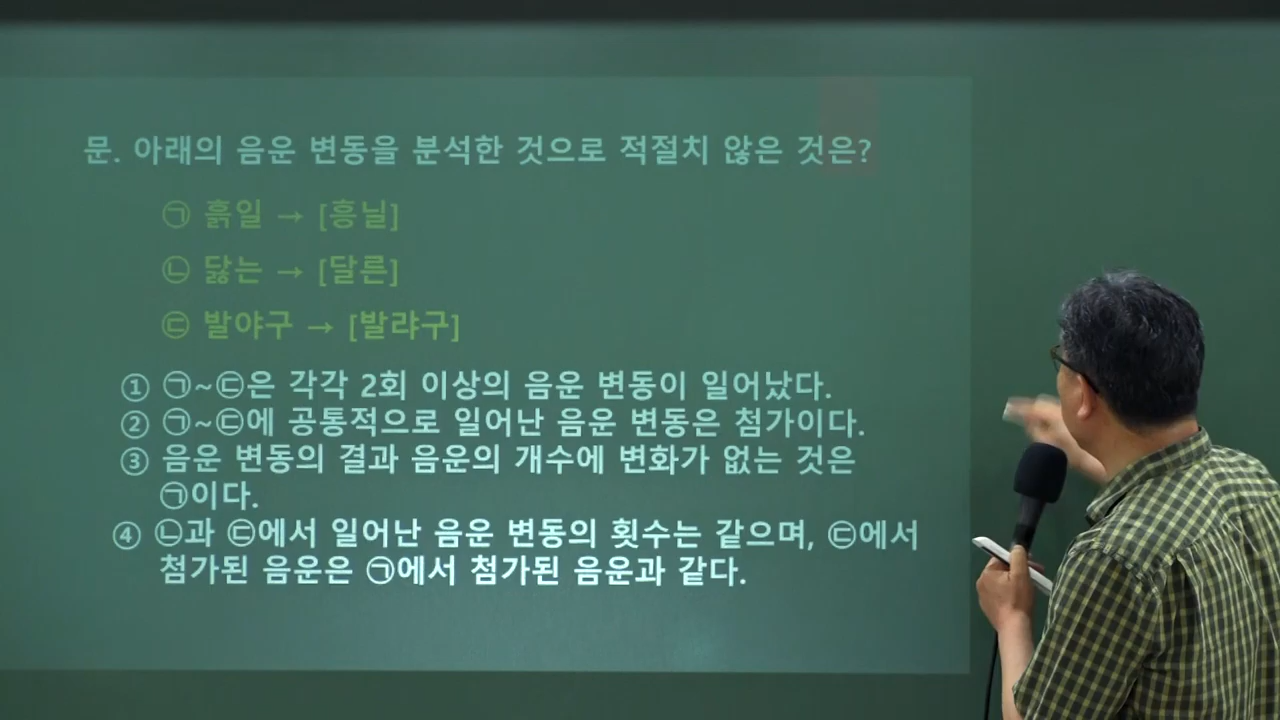 문. 아래의 음운 변동을 분석한 것으로 적절치 않은 것은?
㉠ 흙일 → [흥닐]
㉡ 닳는 → [달른]
㉢ 발야구 → [발랴구]
① ㉠~㉢은 각각 2회 이상의 음운 변동이 일어났다.
② ㉠~㉢에 공통적으로 일어난 음운 변동은 첨가이다.
③ 음운 변동의 결과 음운의 개수에 변화가 없는 것은
㉠이다.
④ ㉡과 ㉢에서 일어난 음운 변동의 횟수는 같으며, ㉢에서
첨가된 음운은 ㉠에서 첨가된 음운과 같다.